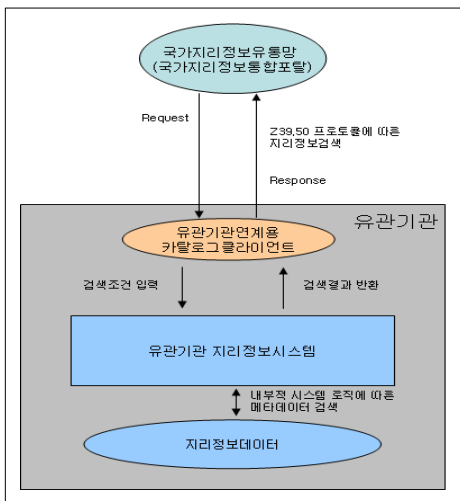 국가지리정보유통망
(국가지리정보통합포탈)
Request
Z39,50 프로토콜에 따른
지리정보검색
Response
유관기관
유관기관연계용
카탈로그클라이언트
검색조건 입력
검색결과 반환
유관기관 지리정보시스템
내부적 시스템 로직에 따른
메타데이터 검색
지리정보데이터